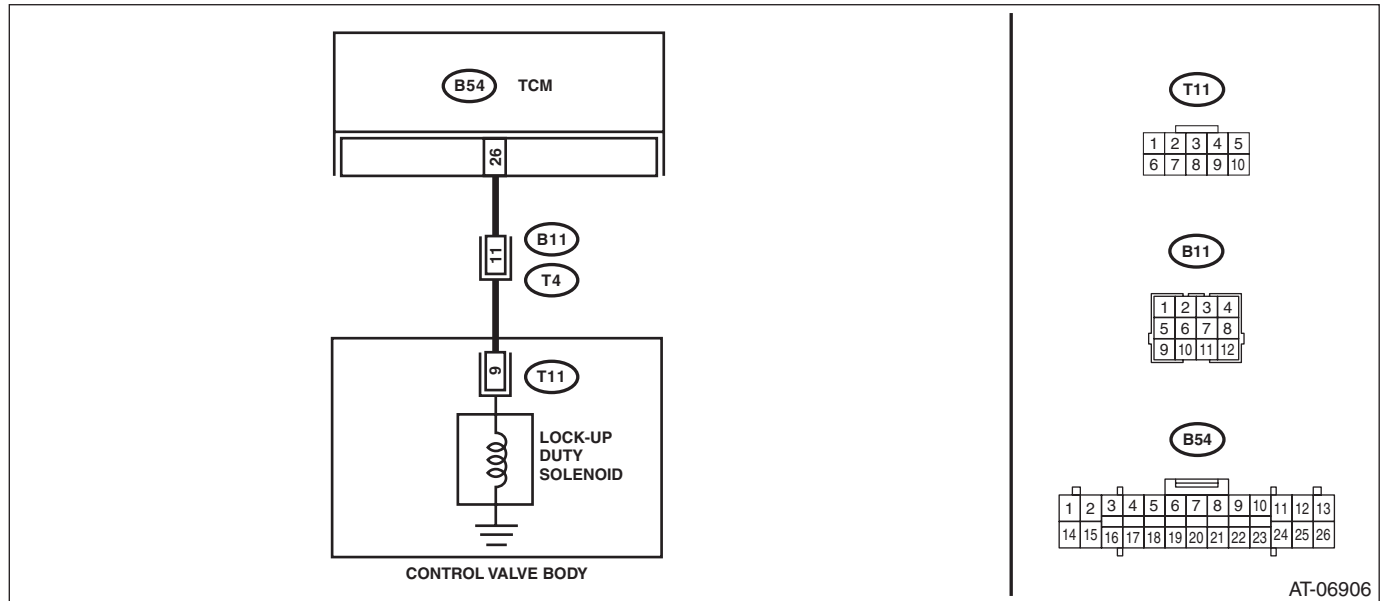 B54 TCM
26
11
B11
T4
9
T11
LOCK-UP
DUTY
SOLENOID
CONTROL VALVE BODY
T11
1 2 3 4 5
6 7 8 9 10
B11
1 2 3 4
5 6 7 8
9 10 11 12
B54
1 2 3 4 5 6 7 8 9 10 11 12 13
14 15 16 17 18 19 20 21 22 23 24 25 26
AT-06906